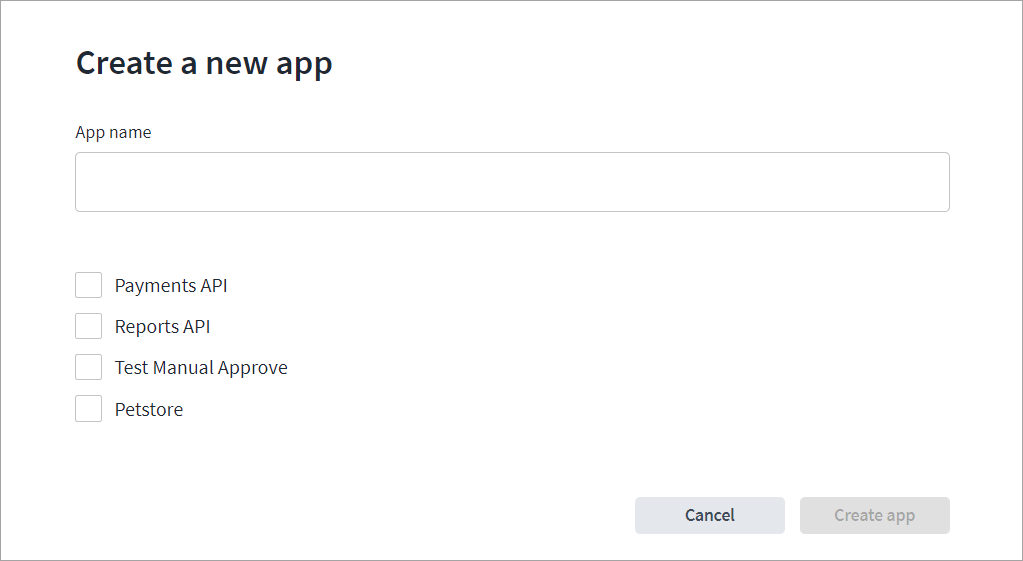 Create a new app
App name
Payments API
Reports API
Test Manual Approve
Petstore
Cancel
Create app